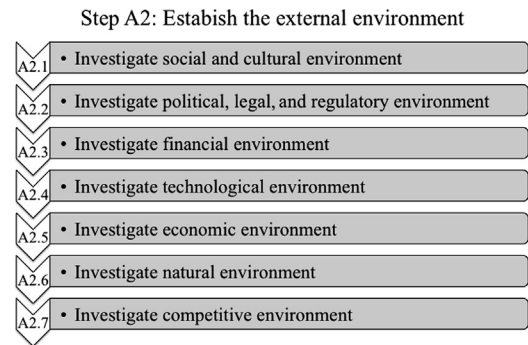 Step A2: Estabish the external environment
A2.1 • Investigate social and cultural environment
A2.2 • Investigate political, legal, and regulatory environment
A2.3 • Investigate financial environment
A2.4 • Investigate technological environment
A2.5 • Investigate economic environment
A2.6 • Investigate natural environment
A2.7 • Investigate competitive environment